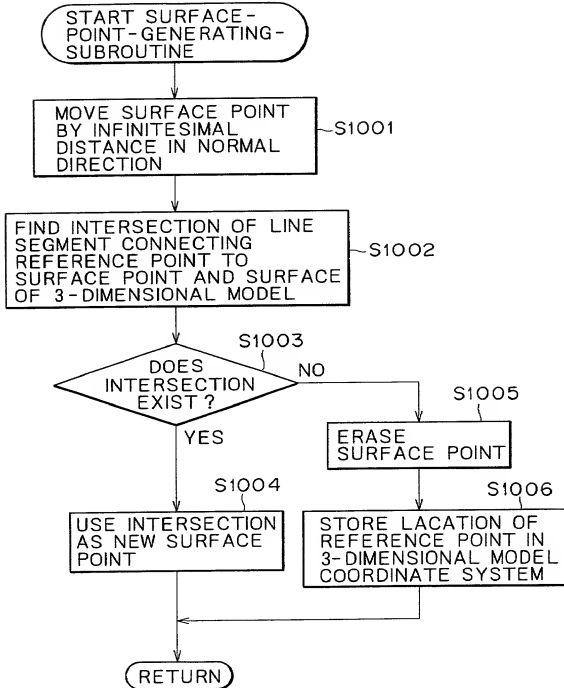 START SURFACE-
POINT-GENERATING-
SUBROUTINE
MOVE SURFACE POINT
BY INFINITESIMAL
DISTANCE IN NORMAL
DIRECTION
S1001
FIND INTERSECTION OF LINE
SEGMENT CONNECTING
REFERENCE POINT TO
SURFACE POINT AND SURFACE
OF 3-DIMENSIONAL MODEL
S1002
S1003
DOES
INTERSECTION
EXIST?
NO
YES
S1005
ERASE
SURFACE POINT
S1004
USE INTERSECTION
AS NEW SURFACE
POINT
S1006
STORE LACATION OF
REFERENCE POINT IN
3-DIMENSIONAL MODEL
COORDINATE SYSTEM
RETURN